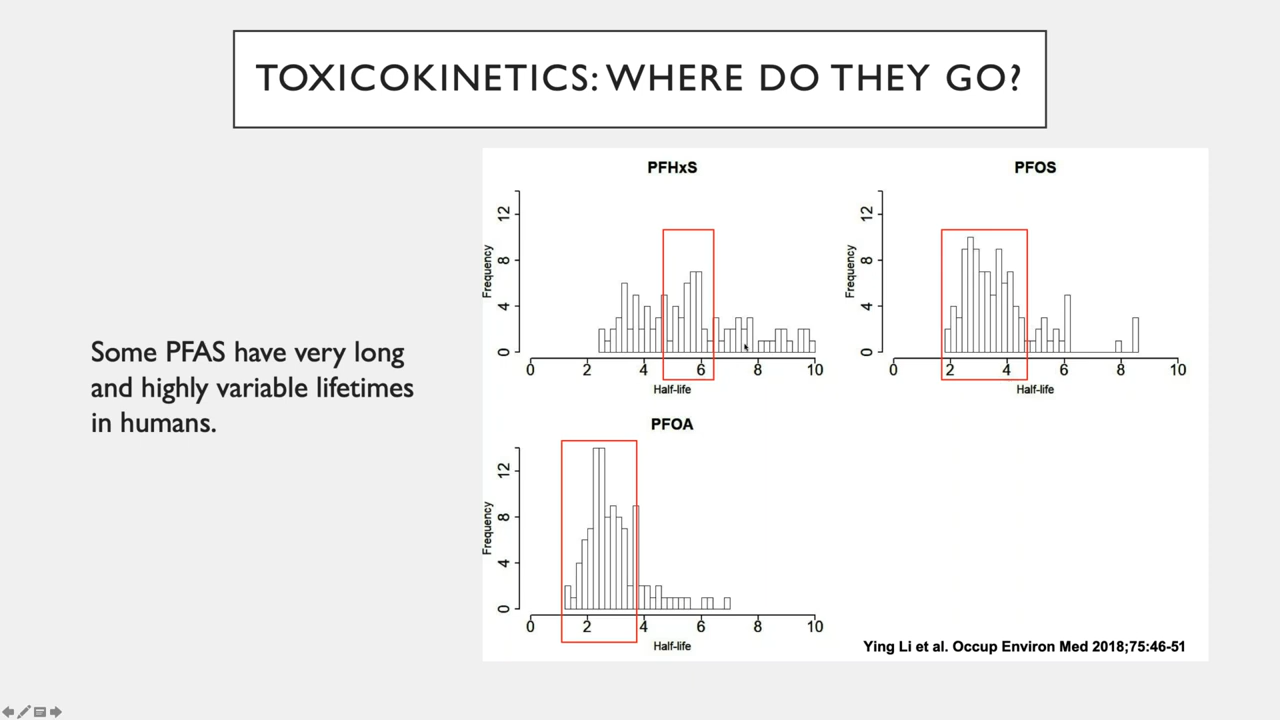 TOXICOKINETICS: WHERE DO THEY GO?
Some PFAS have very long
and highly variable lifetimes
in humans.
PFHxS
Frequency
12
8
4
0
0 2 4 6 8 10
Half-life
PFOS
Frequency
12
8
4
0
0 2 4 6 8 10
Half-life
PFOA
Frequency
12
8
4
0
0 2 4 6 8 10
Half-life
Ying Li et al. Occup Environ Med 2018;75:46-51